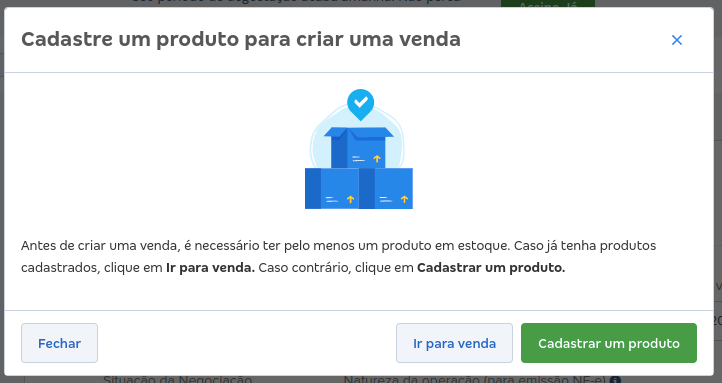 Cadastre um produto para criar uma venda
Antes de criar uma venda, é necessário ter pelo menos um produto em estoque. Caso já tenha produtos
cadastrados, clique em Ir para venda. Caso contrário, clique em Cadastrar um produto.
Fechar
Ir para venda
Cadastrar um produto
Situação da Negociação
Natureza da operação (para emissão NF-e)